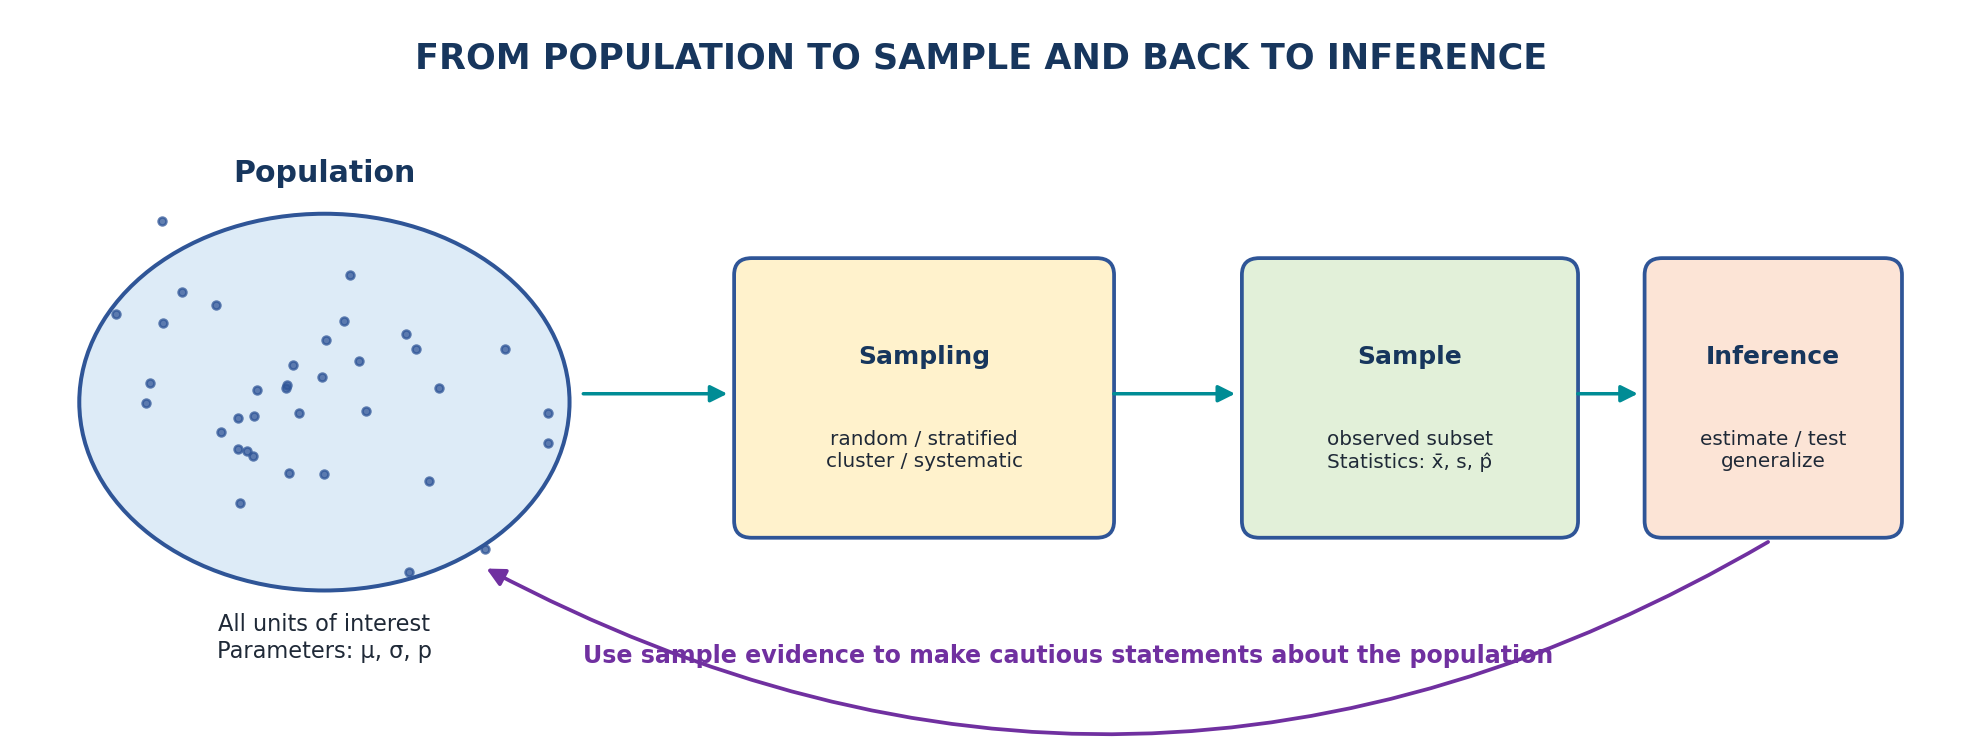 FROM POPULATION TO SAMPLE AND BACK TO INFERENCE
Population
All units of interest
Parameters: μ, σ, p
Sampling
random / stratified
cluster / systematic
Sample
observed subset
Statistics: x̄, s, p̂
Inference
estimate / test
generalize
Use sample evidence to make cautious statements about the population